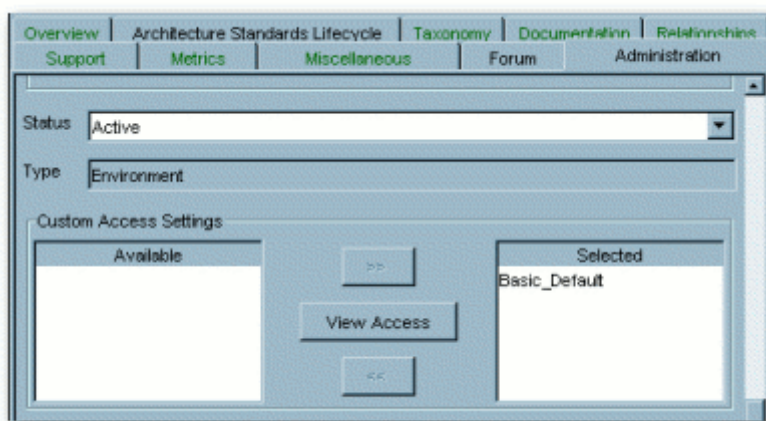 Overview Architecture Standards Lifecycle Taxonomy Documentation Relationships
Support Metrics Miscellaneous Forum Administration
Status Active
Type Environment
Custom Access Settings
Available Selected
>>
Basic_Default
View Access
<<